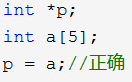 int *p;
int a[5];
p = a;//正确